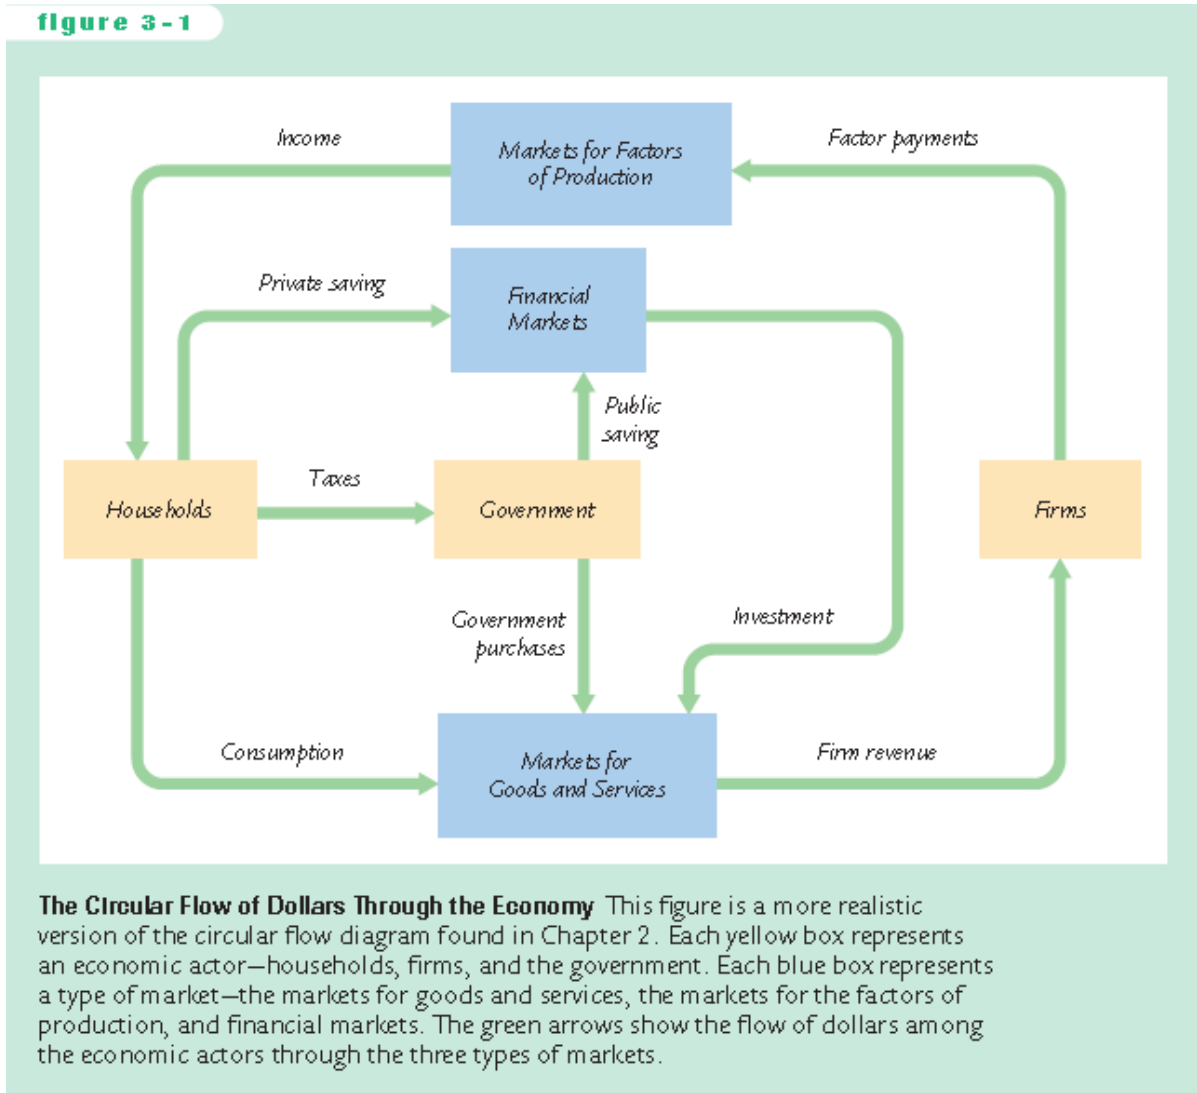 figure 3-1
Income
Markets for Factors
of Production
Factor payments
Private saving
Financial
Markets
Public
saving
Households
Taxes
Government
Firms
Government
purchases
Investment
Consumption
Markets for
Goods and Services
Firm revenue
The Circular Flow of Dollars Through the Economy This figure is a more realistic
version of the circular flow diagram found in Chapter 2. Each yellow box represents
an economic actor—households, firms, and the government. Each blue box represents
a type of market—the markets for goods and services, the markets for the factors of
production, and financial markets. The green arrows show the flow of dollars among
the economic actors through the three types of markets.